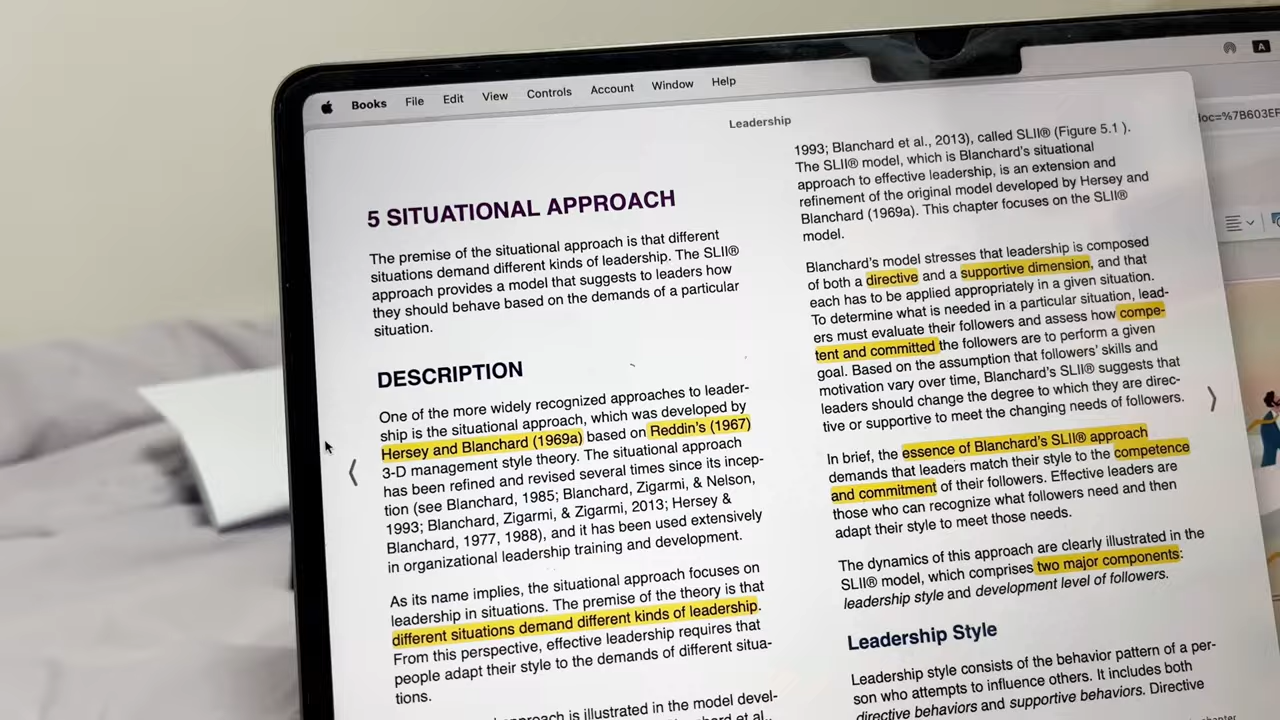 Books File Edit View Controls Account Window Help
A
Leadership
5 SITUATIONAL APPROACH
The premise of the situational approach is that different
situations demand different kinds of leadership. The SLII®
approach provides a model that suggests to leaders how
they should behave based on the demands of a particular
situation.
DESCRIPTION
One of the more widely recognized approaches to leader-
ship is the situational approach, which was developed by
Hersey and Blanchard (1969a) based on Reddin's (1967)
3-D management style theory. The situational approach
has been refined and revised several times since its incep-
tion (see Blanchard, 1985; Blanchard, Zigarmi, & Nelson,
1993; Blanchard, Zigarmi, & Zigarmi, 2013; Hersey &
Blanchard, 1977, 1988), and it has been used extensively
in organizational leadership training and development.
As its name implies, the situational approach focuses on
leadership in situations. The premise of the theory is that
different situations demand different kinds of leadership.
From this perspective, effective leadership requires that
people adapt their style to the demands of different situa-
tions.
approach is illustrated in the model devel-
et al.,
1993; Blanchard et al., 2013), called SLII® (Figure 5.1 ).
The SLII® model, which is Blanchard's situational
approach to effective leadership, is an extension and
refinement of the original model developed by Hersey and
Blanchard (1969a). This chapter focuses on the SLII®
model.
Blanchard's model stresses that leadership is composed
of both a directive and a supportive dimension, and that
each has to be applied appropriately in a given situation.
To determine what is needed in a particular situation, lead-
ers must evaluate their followers and assess how compe-
tent and committed the followers are to perform a given
goal. Based on the assumption that followers' skills and
motivation vary over time, Blanchard's SLII® suggests that
leaders should change the degree to which they are direc-
tive or supportive to meet the changing needs of followers.
In brief, the essence of Blanchard's SLII® approach
demands that leaders match their style to the competence
and commitment of their followers. Effective leaders are
those who can recognize what followers need and then
adapt their style to meet those needs.
The dynamics of this approach are clearly illustrated in the
SLII® model, which comprises two major components:
leadership style and development level of followers.
Leadership Style
Leadership style consists of the behavior pattern of a per-
son who attempts to influence others. It includes both
directive behaviors and supportive behaviors. Directive
chapter
loc=%7B603EF